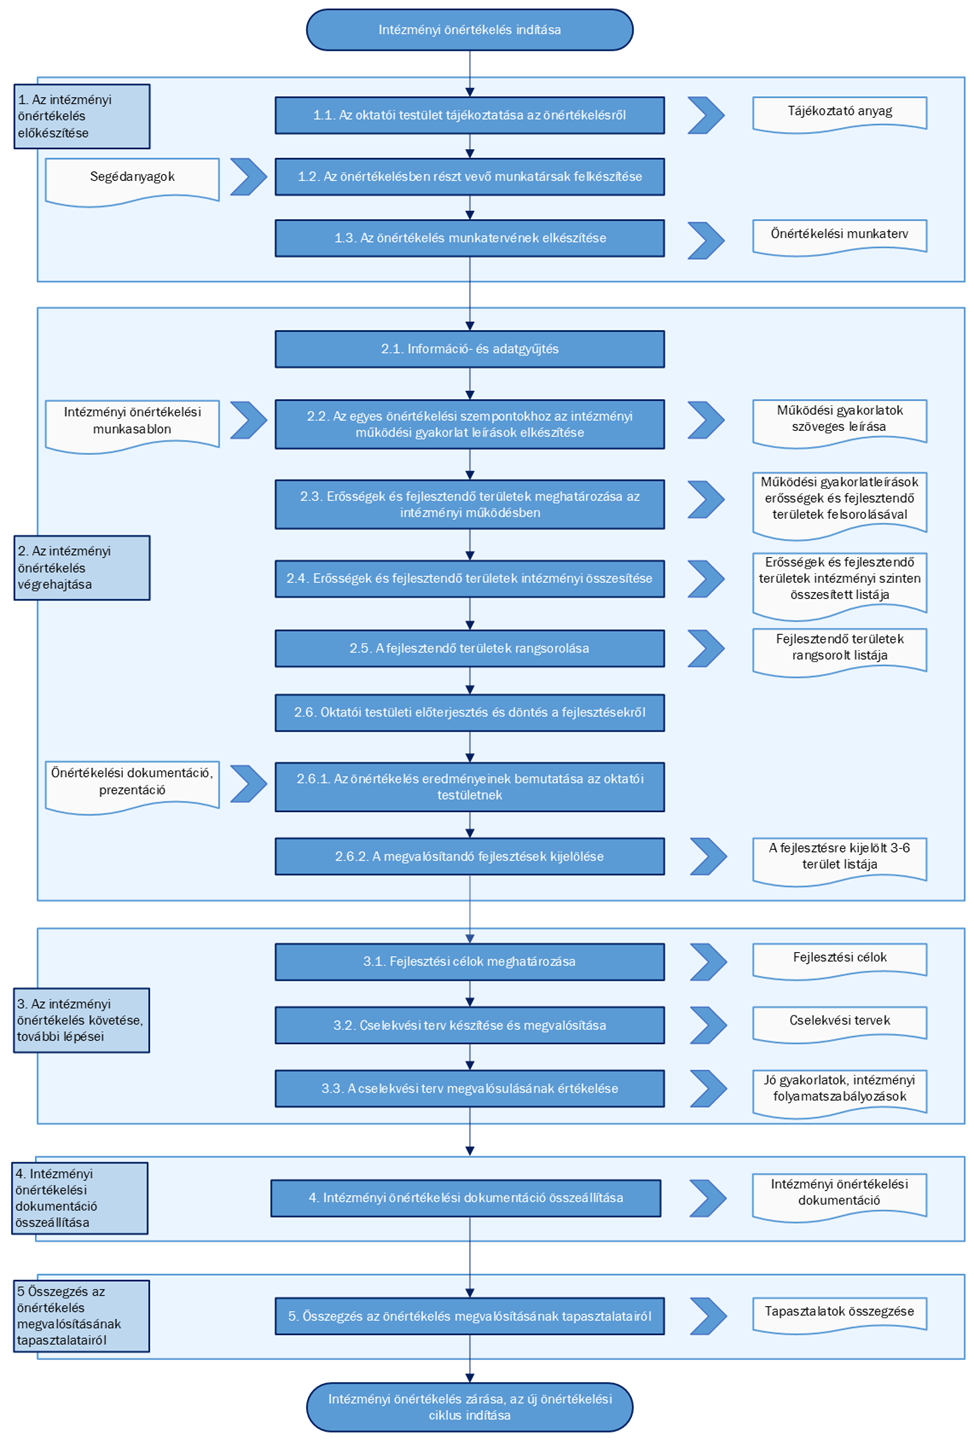 Intézményi önértékelés indítása
1. Az intézményi
önértékelés
előkészítése
1.1. Az oktatói testület tájékoztatása az önértékelésről
Tájékoztató anyag
Segédanyagok
1.2. Az önértékelésben részt vevő munkatársak felkészítése
1.3. Az önértékelés munkatervének elkészítése
Önértékelési munkaterv
2. Az intézményi
önértékelés
végrehajtása
2.1. Információ- és adatgyűjtés
Intézményi önértékelési
munkasablon
2.2. Az egyes önértékelési szempontokhoz az intézményi
működési gyakorlat leírások elkészítése
Működési gyakorlatok
szöveges leírása
2.3. Erősségek és fejlesztendő területek meghatározása az
intézményi működésben
Működési gyakorlatleírások
erősségek és fejlesztendő
területek felsorolásával
2.4. Erősségek és fejlesztendő területek intézményi összesítése
Erősségek és fejlesztendő
területek intézményi szinten
összesített listája
2.5. A fejlesztendő területek rangsorolása
Fejlesztendő területek
rangsorolt listája
2.6. Oktatói testületi előterjesztés és döntés a fejlesztésekről
Önértékelési dokumentáció,
prezentáció
2.6.1. Az önértékelés eredményeinek bemutatása az oktatói
testületnek
2.6.2. A megvalósítandó fejlesztések kijelölése
A fejlesztésre kijelölt 3-6
terület listája
3. Az intézményi
önértékelés követése,
további lépései
3.1. Fejlesztési célok meghatározása
Fejlesztési célok
3.2. Cselekvési terv készítése és megvalósítása
Cselekvési tervek
3.3. A cselekvési terv megvalósulásának értékelése
Jó gyakorlatok, intézményi
folyamatszabályozások
4. Intézményi
önértékelési
dokumentáció
összeállítása
4. Intézményi önértékelési dokumentáció összeállítása
Intézményi önértékelési
dokumentáció
5 Összegzés az
önértékelés
megvalósításának
tapasztalatairól
5. Összegzés az önértékelés megvalósításának tapasztalatairól
Tapasztalatok összegzése
Intézményi önértékelés zárása, az új önértékelési
ciklus indítása